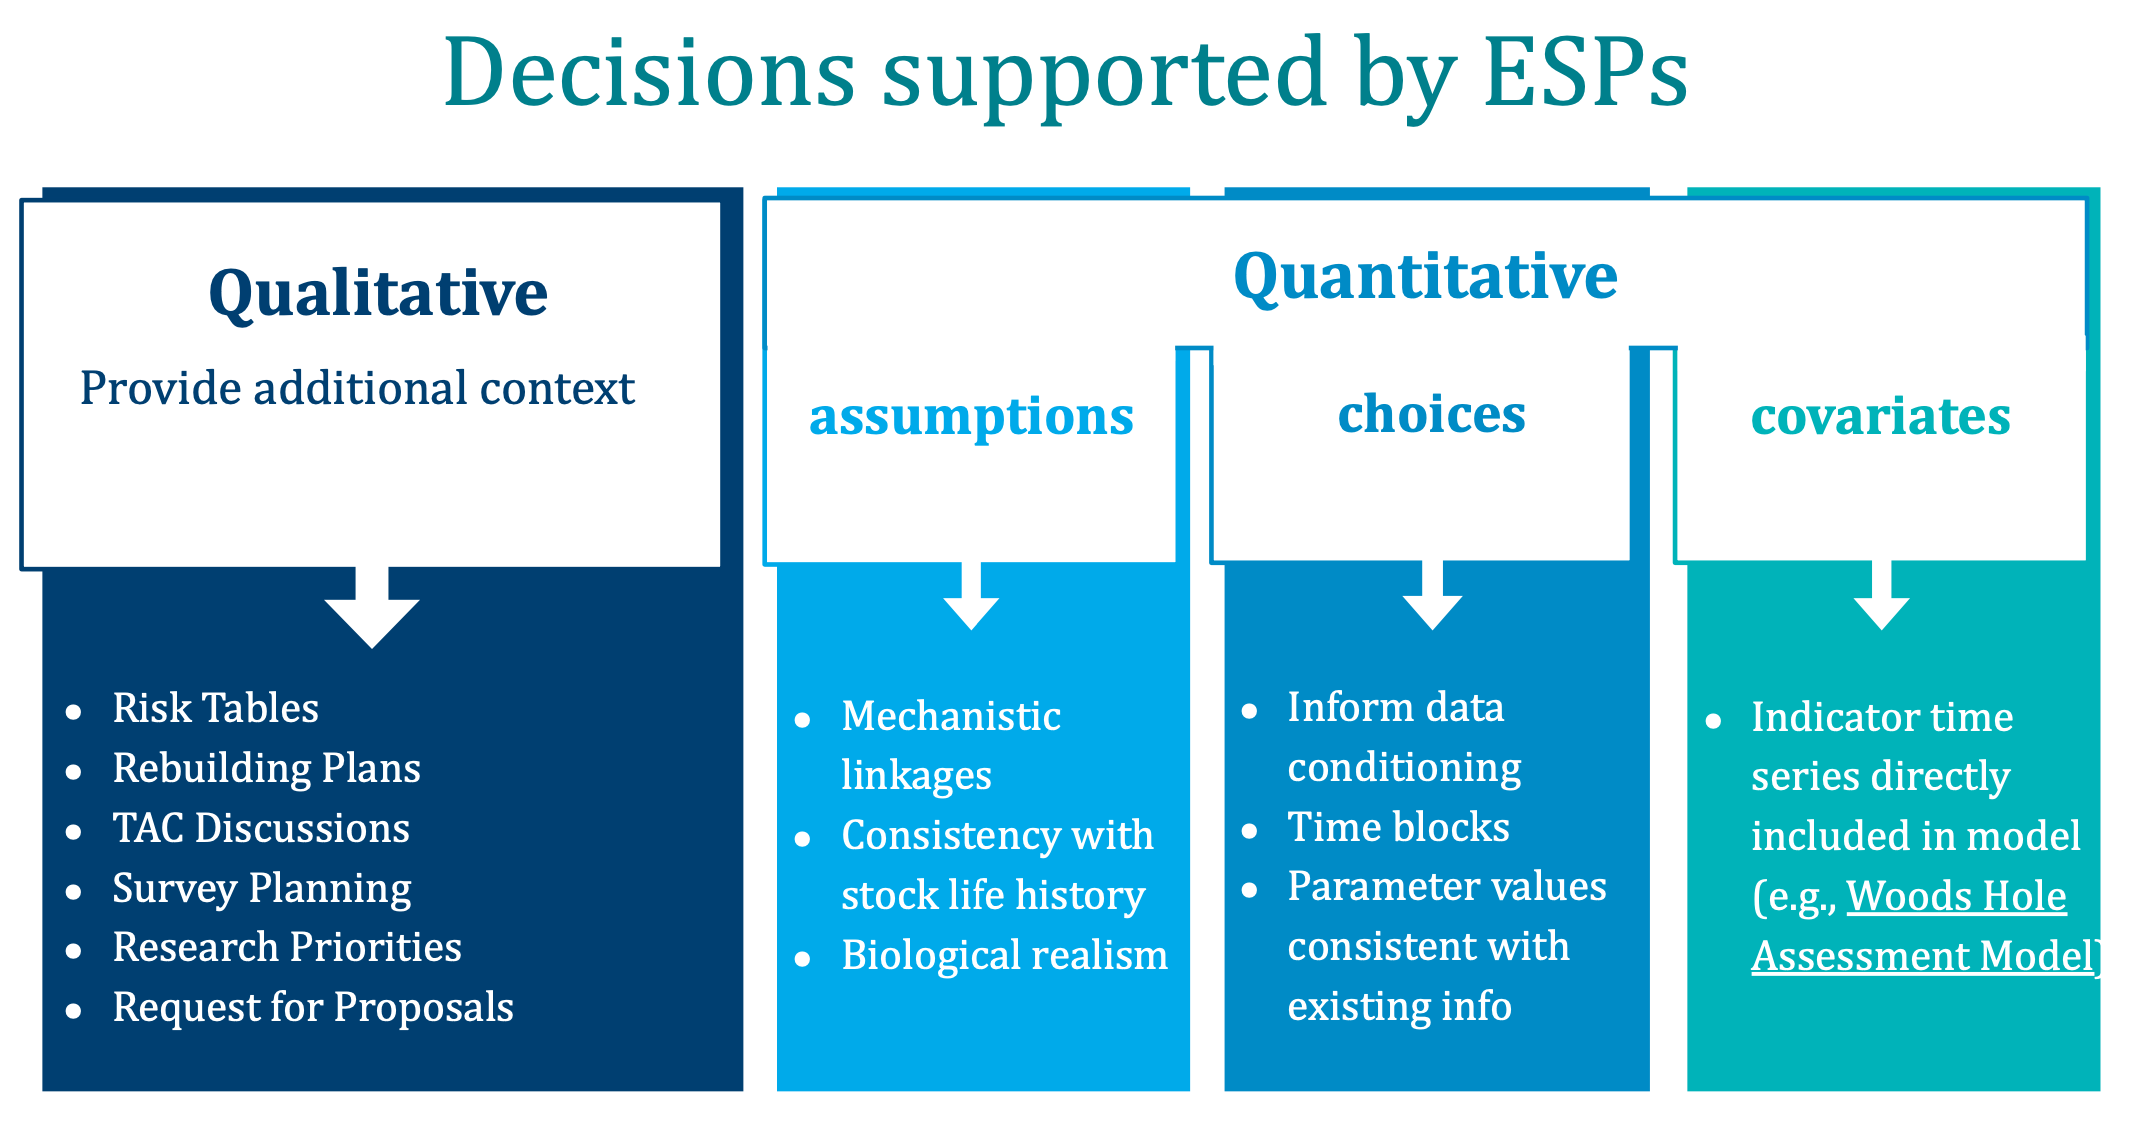 Decisions supported by ESPs
Qualitative
Provide additional context
• Risk Tables
• Rebuilding Plans
• TAC Discussions
• Survey Planning
• Research Priorities
• Request for Proposals
Quantitative
assumptions
• Mechanistic
linkages
• Consistency with
stock life history
• Biological realism
choices
• Inform data
conditioning
• Time blocks
• Parameter values
consistent with
existing info
covariates
• Indicator time
series directly
included in model
(e.g., Woods Hole
Assessment Model)